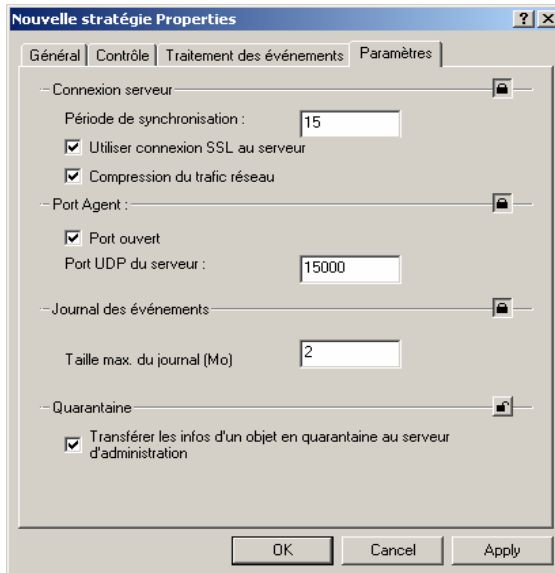 Nouvelle stratégie Properties
Général Contrôle Traitement des événements Paramètres
Connexion serveur
Période de synchronisation : 15
Utiliser connexion SSL au serveur
Compression du trafic réseau
Port Agent :
Port ouvert
Port UDP du serveur : 15000
Journal des événements
Taille max. du journal (Mo) 2
Quarantaine
Transférer les infos d'un objet en quarantaine au serveur
d'administration
OK Cancel Apply